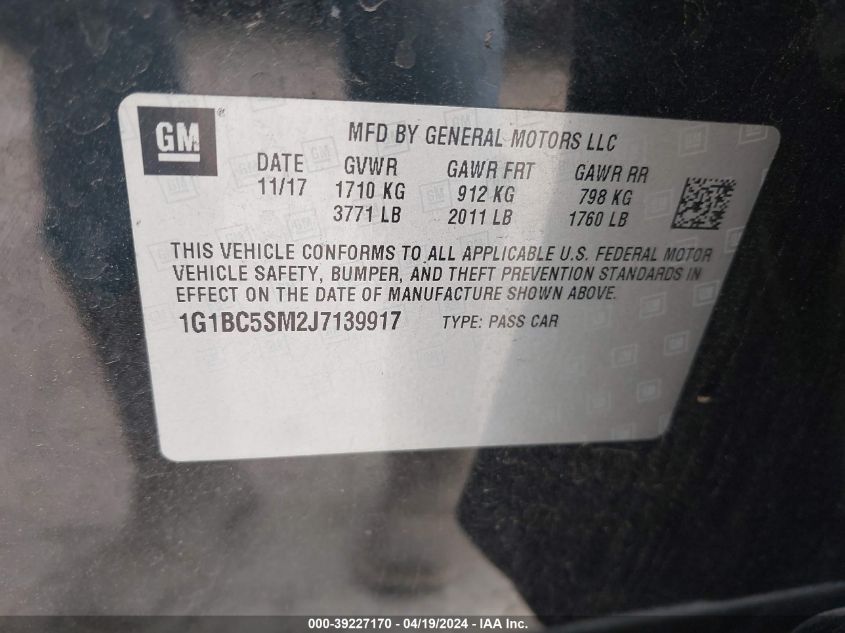 GM®
MFD BY GENERAL MOTORS LLC
DATE GVWR GAWR FRT GAWR RR
11/17 1710 KG 912 KG 798 KG
3771 LB 2011 LB 1760 LB
THIS VEHICLE CONFORMS TO ALL APPLICABLE U.S. FEDERAL MOTOR
VEHICLE SAFETY, BUMPER, AND THEFT PREVENTION STANDARDS IN
EFFECT ON THE DATE OF MANUFACTURE SHOWN ABOVE.
1G1BC5SM2J7139917 TYPE: PASS CAR
000-39227170 - 04/19/2024 - IAA Inc.